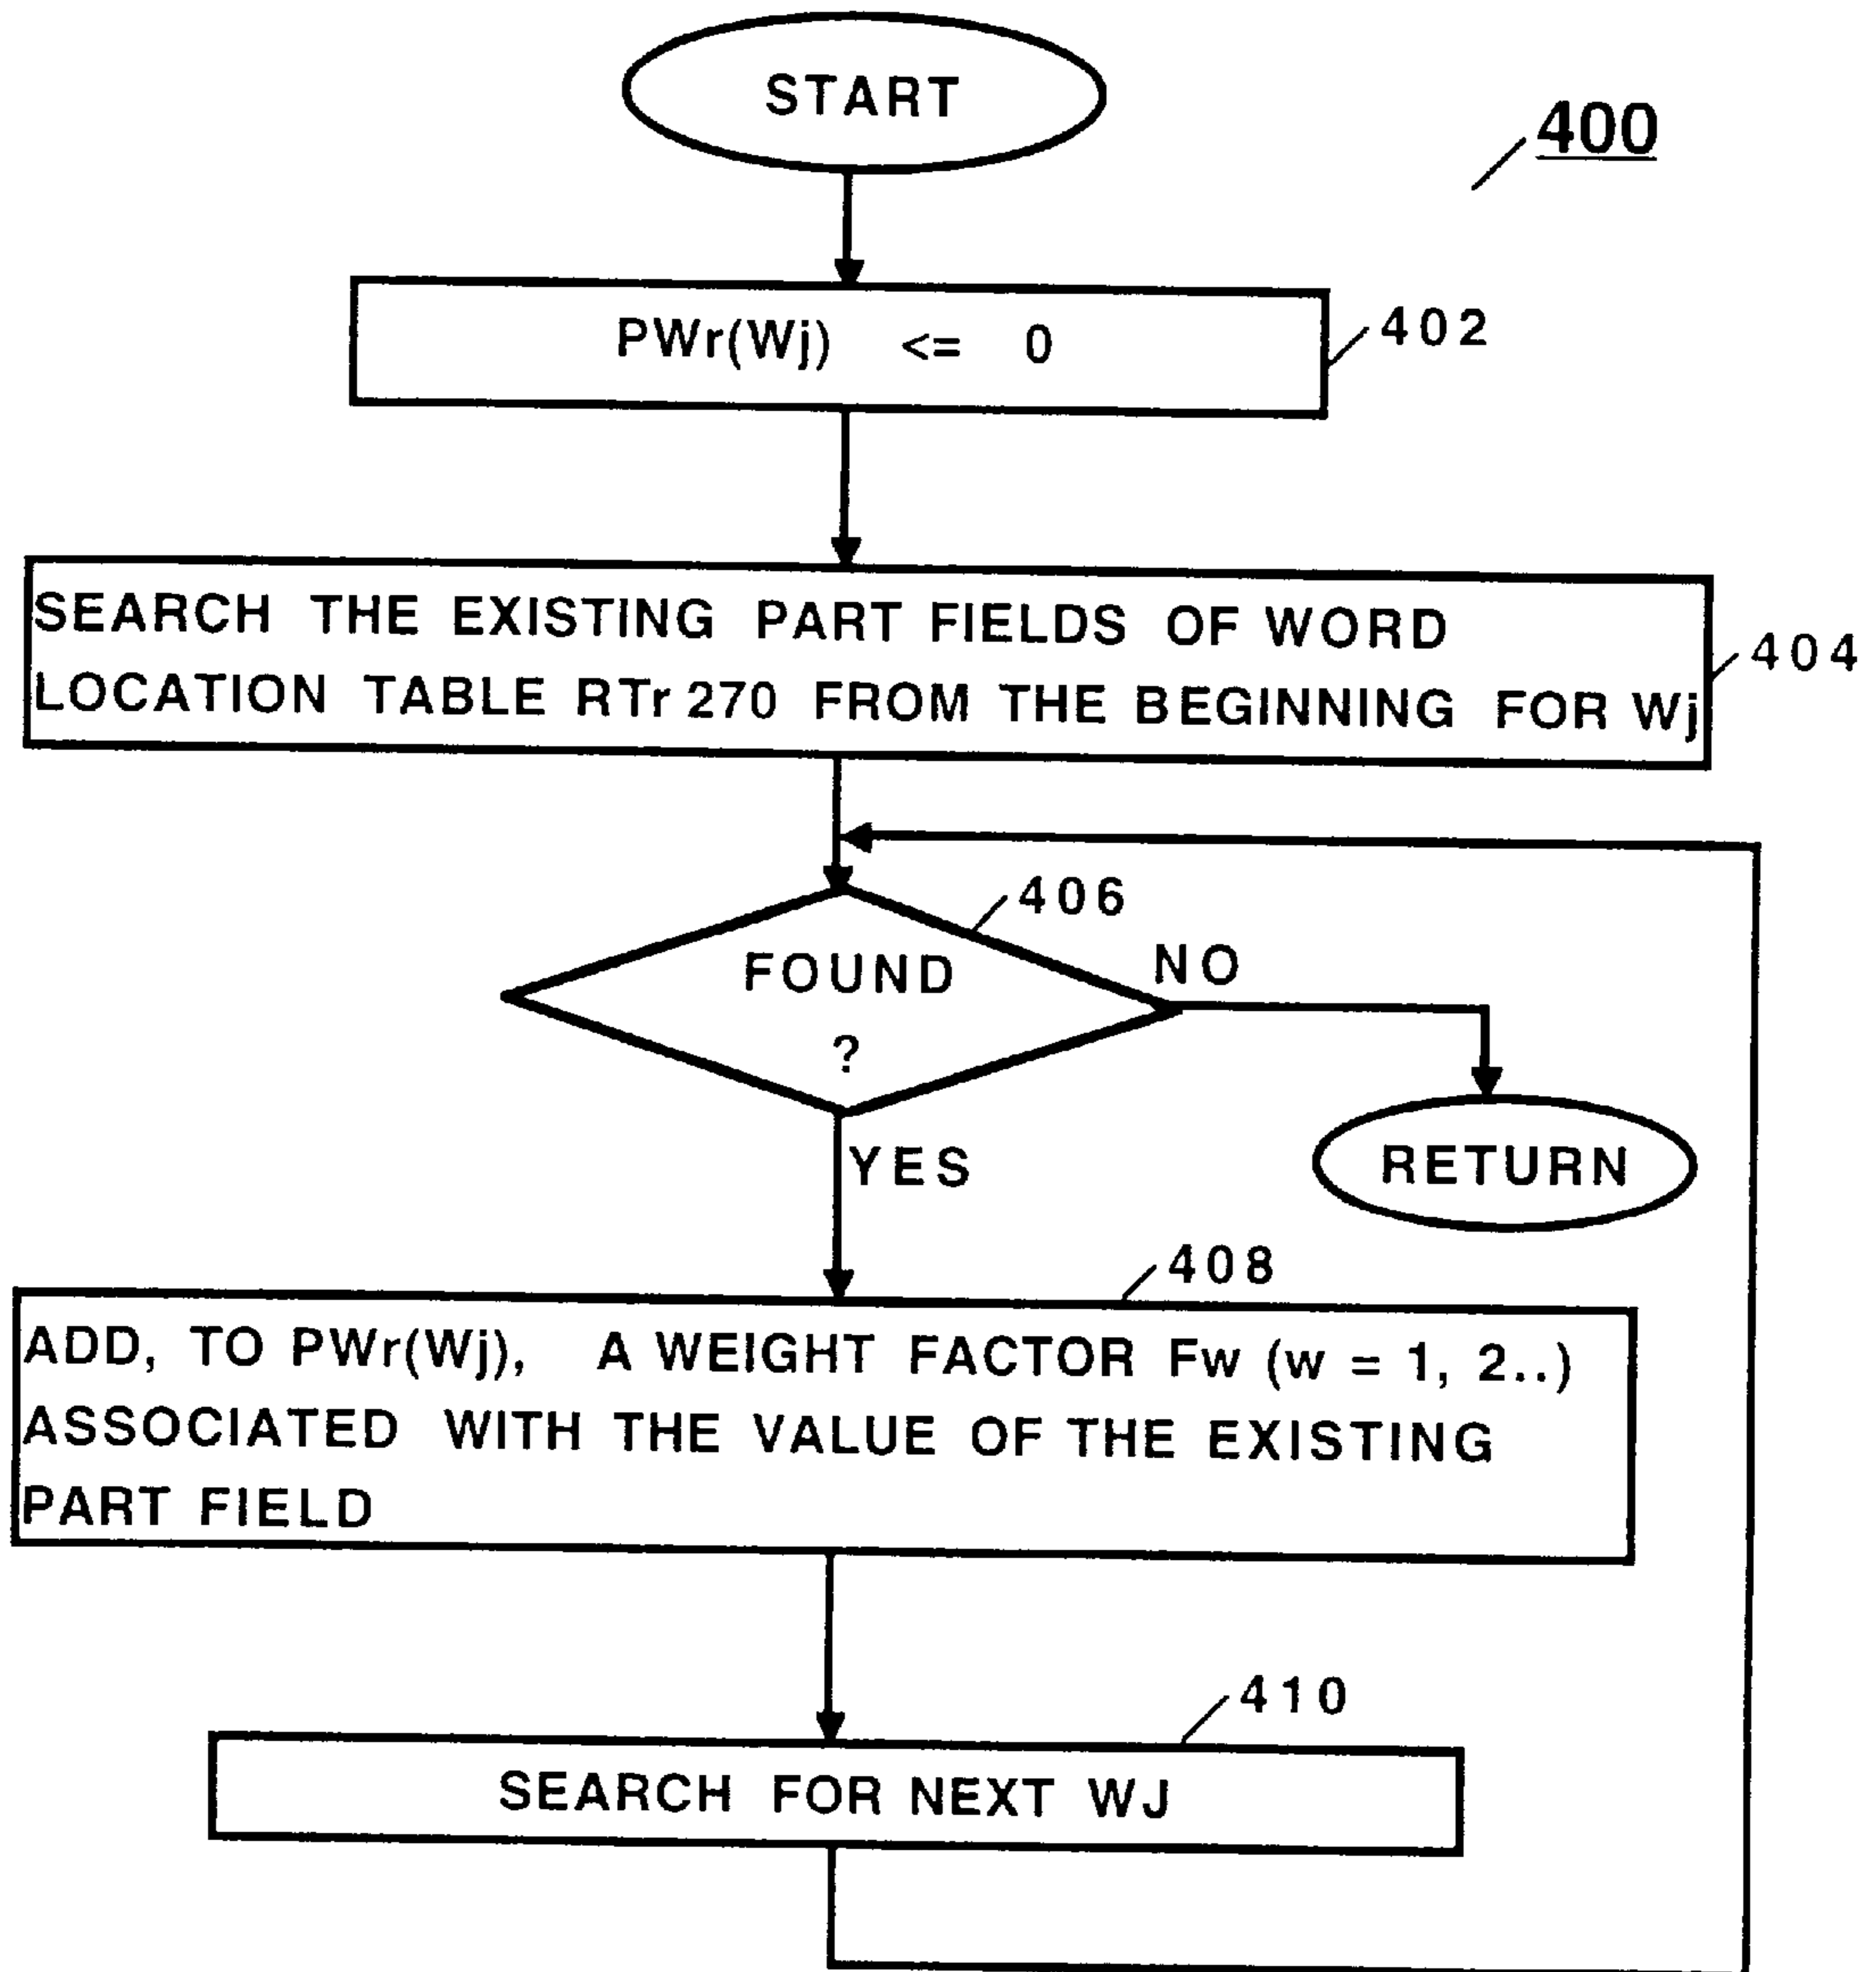 START
400
PWr(Wj) <= 0
402
SEARCH THE EXISTING PART FIELDS OF WORD
LOCATION TABLE RTr 270 FROM THE BEGINNING FOR Wj
404
406
FOUND
?
NO
RETURN
YES
408
ADD, TO PWr(Wj), A WEIGHT FACTOR Fw (w = 1, 2..)
ASSOCIATED WITH THE VALUE OF THE EXISTING
PART FIELD
410
SEARCH FOR NEXT WJ